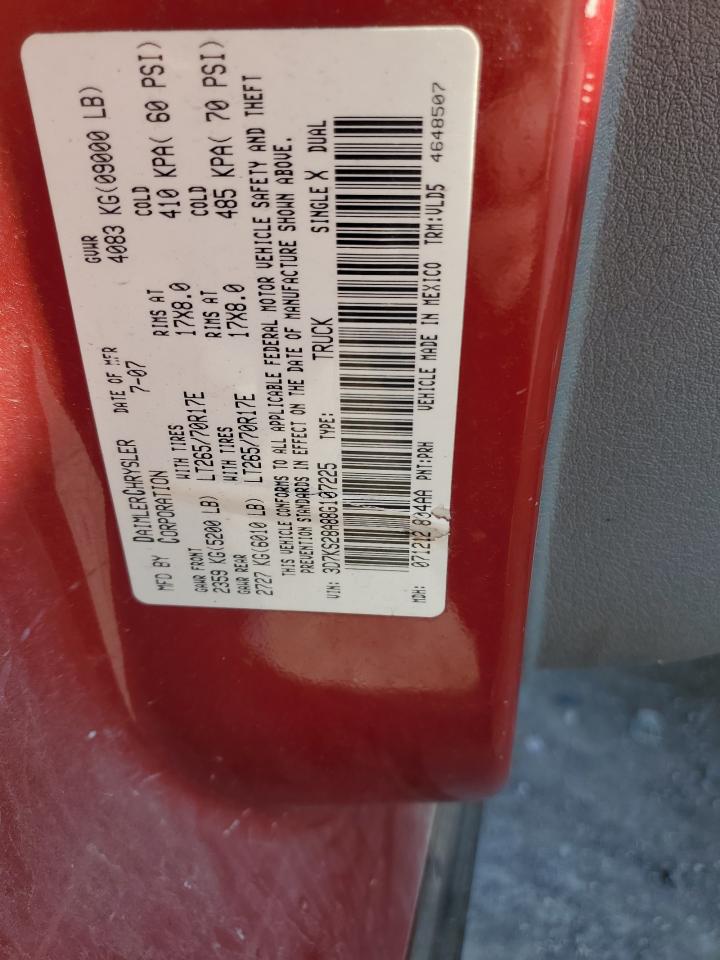 MFD BY DAIMLERCHRYSLER CORPORATION
DATE OF MFR 7-07
GVWR 4083 KG(09000 LB)
GAWR FRONT WITH TIRES RIMS AT COLD
2359 KG(5200 LB) LT265/70R17E 17X8.0 410 KPA( 60 PSI)
GAWR REAR WITH TIRES RIMS AT COLD
2727 KG(6010 LB) LT265/70R17E 17X8.0 485 KPA( 70 PSI)
THIS VEHICLE CONFORMS TO ALL APPLICABLE FEDERAL MOTOR VEHICLE SAFETY AND THEFT
PREVENTION STANDARDS IN EFFECT ON THE DATE OF MANUFACTURE SHOWN ABOVE.
VIN: 3D7KS28A88G107225 TYPE: TRUCK SINGLE X DUAL
MDH: 071212 804AA PNT:PRH VEHICLE MADE IN MEXICO TRM:VLD5 4648507